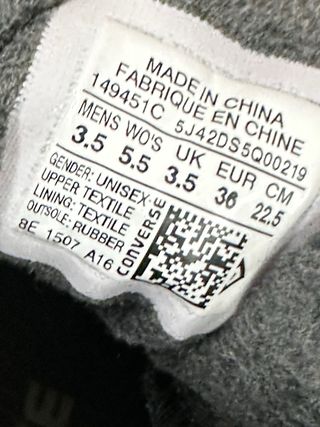 MADE IN CHINA
FABRIQUE EN CHINE
149451C 5J42DS5Q00219
MENS WO'S UK EUR CM
3.5 5.5 3.5 36 22.5
GENDER: UNISEX
UPPER TEXTILE
LINING: TEXTILE
OUTSOLE: RUBBER
8E 1507 A16
CONVERSE